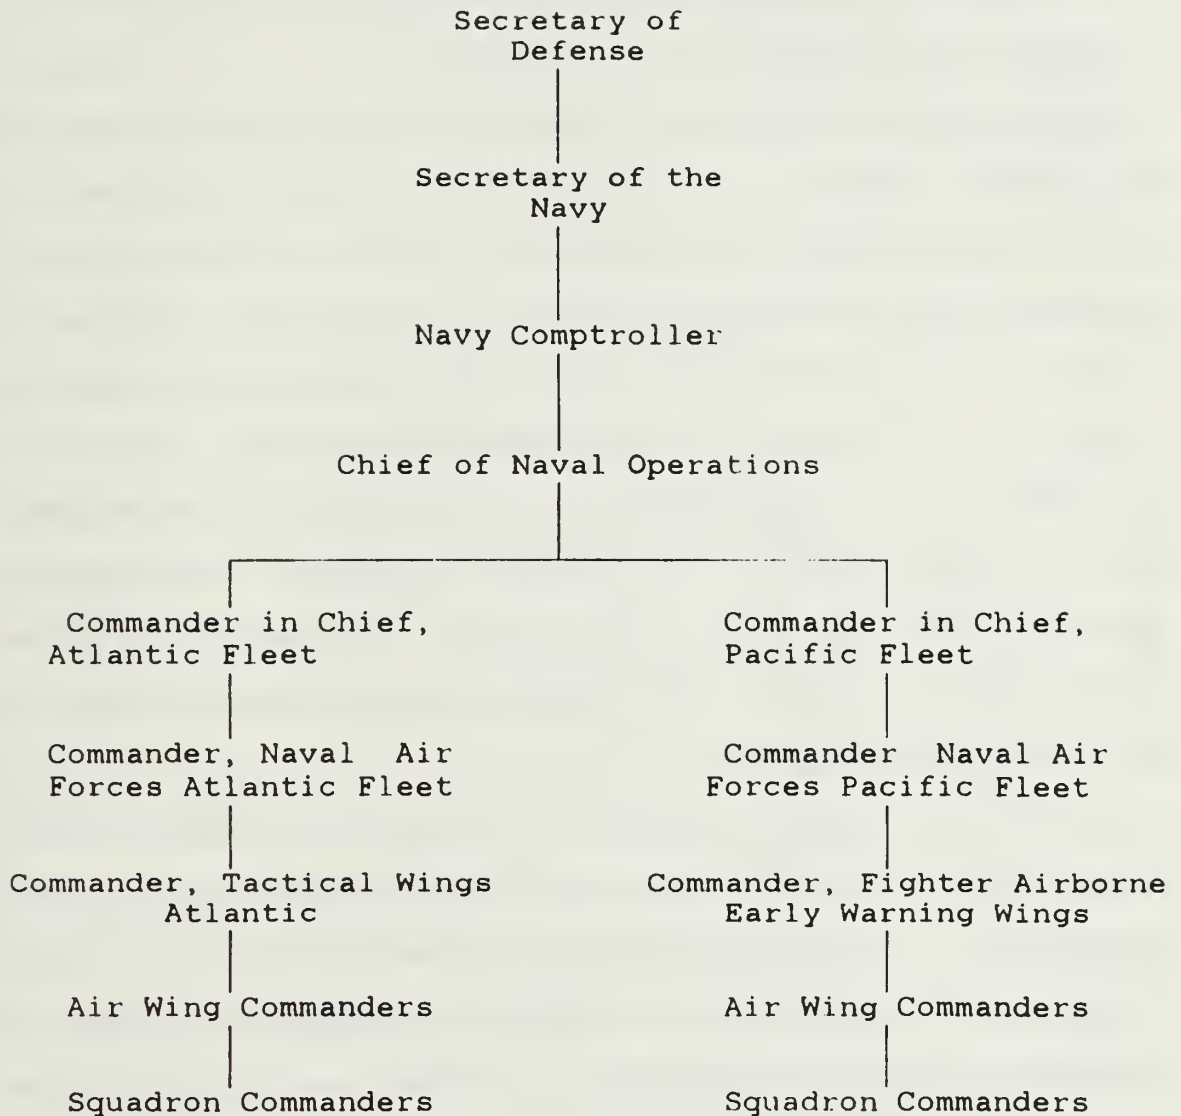 Secretary of
Defense
Secretary of the
Navy
Navy Comptroller
Chief of Naval Operations
Commander in Chief,
Atlantic Fleet
Commander, Naval Air
Forces Atlantic Fleet
Commander, Tactical Wings
Atlantic
Air Wing Commanders
Squadron Commanders
Commander in Chief,
Pacific Fleet
Commander Naval Air
Forces Pacific Fleet
Commander, Fighter Airborne
Early Warning Wings
Air Wing Commanders
Squadron Commanders